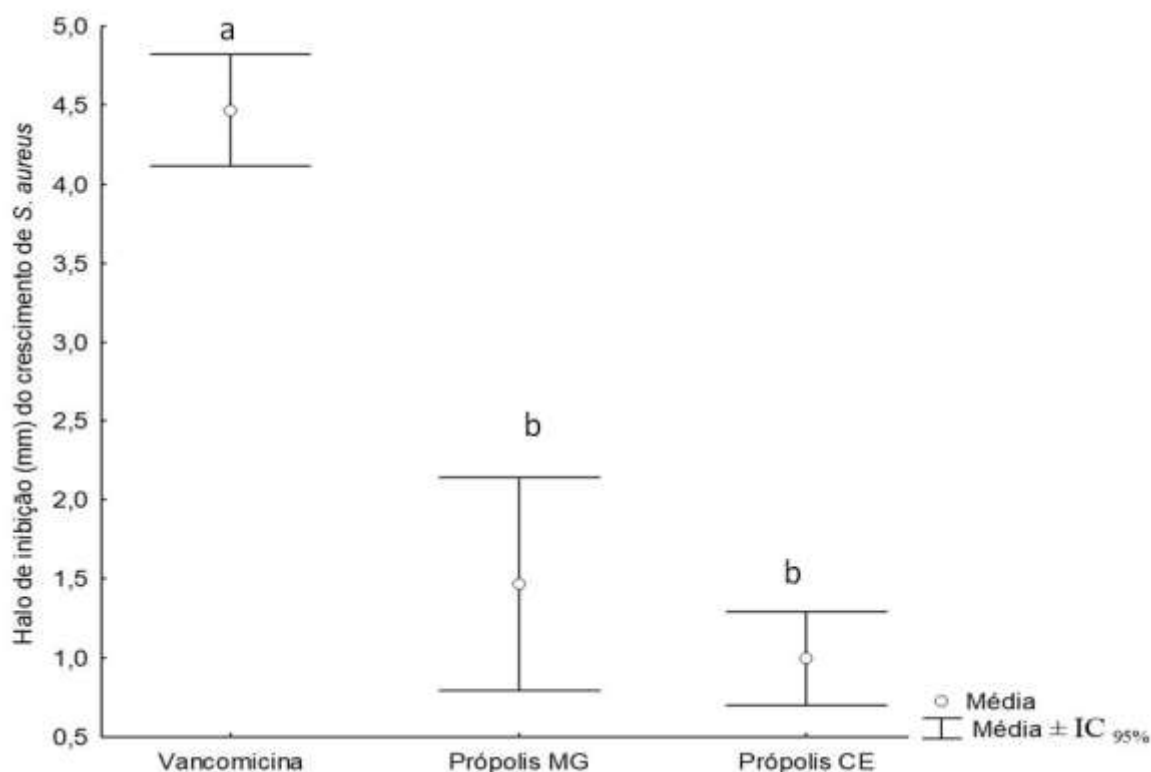 Halo de inibição (mm) do crescimento de S. aureus
5,0
4,5
4,0
3,5
3,0
2,5
2,0
1,5
1,0
0,5
a
b
b
Vancomicina
Própolis MG
Própolis CE
Média
Média ± IC 95%